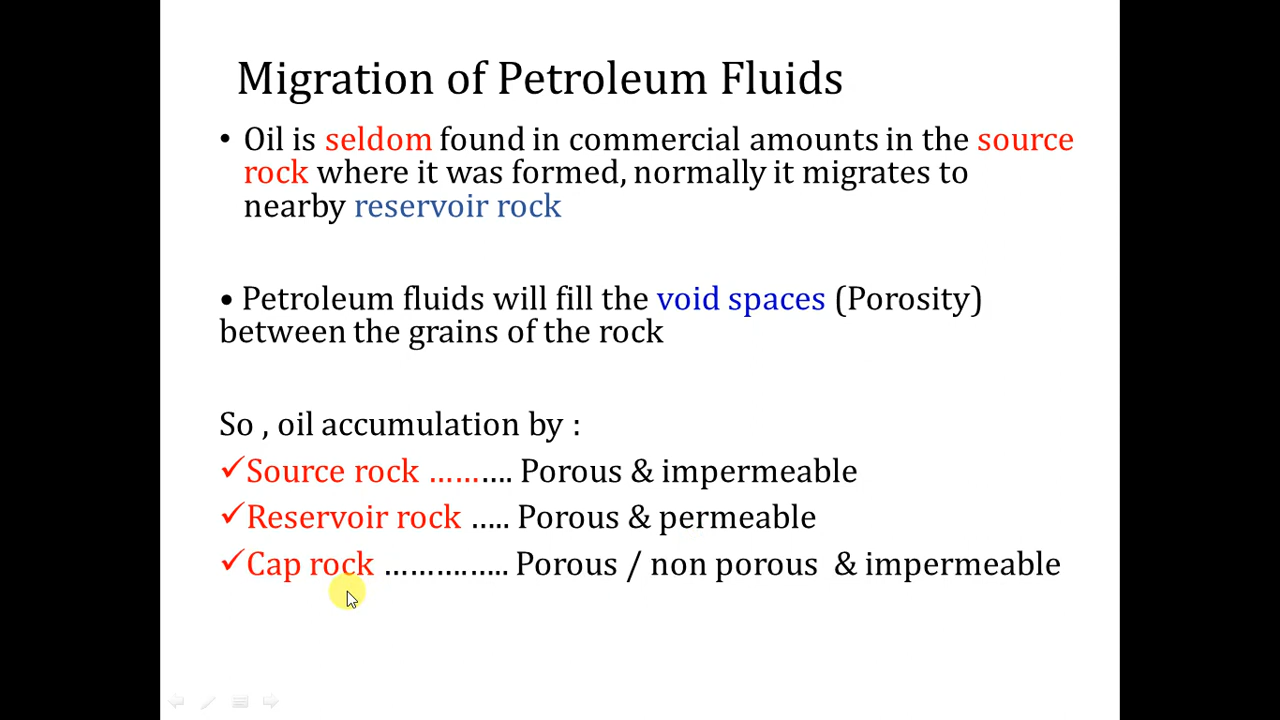 Migration of Petroleum Fluids
• Oil is seldom found in commercial amounts in the source
rock where it was formed, normally it migrates to
nearby reservoir rock
• Petroleum fluids will fill the void spaces (Porosity)
between the grains of the rock
So , oil accumulation by :
✓Source rock ………. Porous & impermeable
✓Reservoir rock ….. Porous & permeable
✓Cap rock ………….. Porous / non porous & impermeable